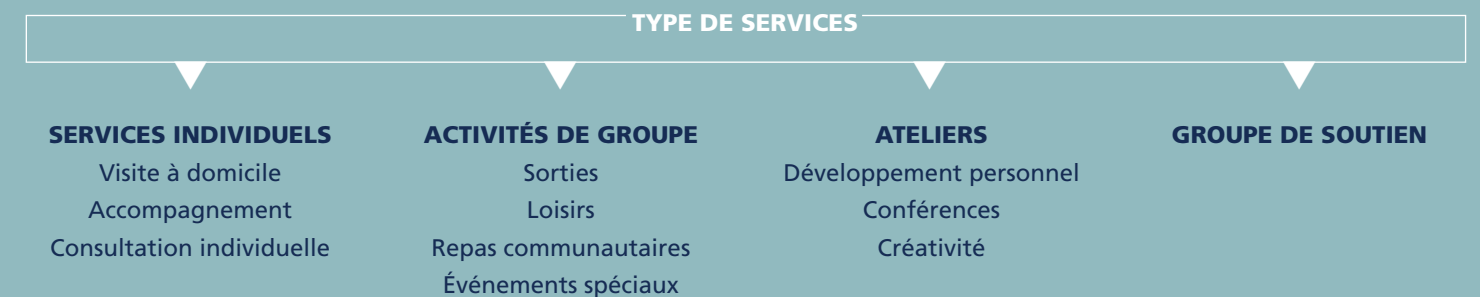 TYPE DE SERVICES
SERVICES INDIVIDUELS
Visite à domicile
Accompagnement
Consultation individuelle
ACTIVITÉS DE GROUPE
Sorties
Loisirs
Repas communautaires
Événements spéciaux
ATELIERS
Développement personnel
Conférences
Créativité
GROUPE DE SOUTIEN